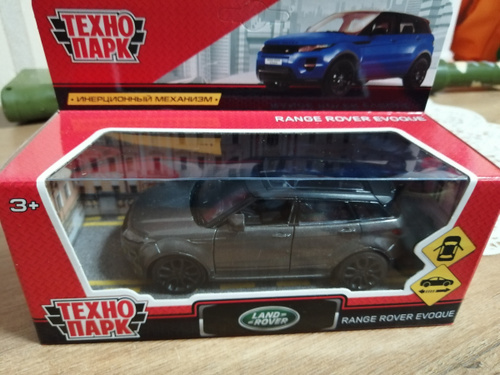 ТЕХНО
ПАРК
• ИНЕРЦИОННЫЙ МЕХАНИЗМ •
RANGE ROVER EVOQUE
3+
ТЕХНО
ПАРК
LAND
ROVER
RANGE ROVER EVOQUE